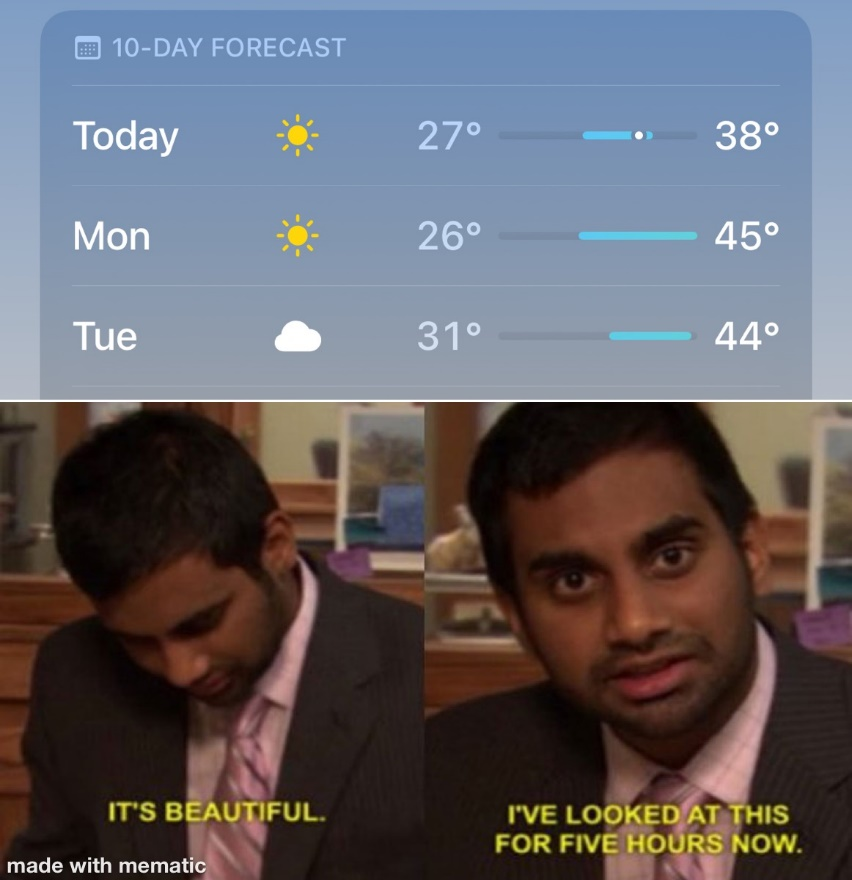 10-DAY FORECAST
Today 27° 38°
Mon 26° 45°
Tue 31° 44°
IT'S BEAUTIFUL.
I'VE LOOKED AT THIS
FOR FIVE HOURS NOW.
made with mematic